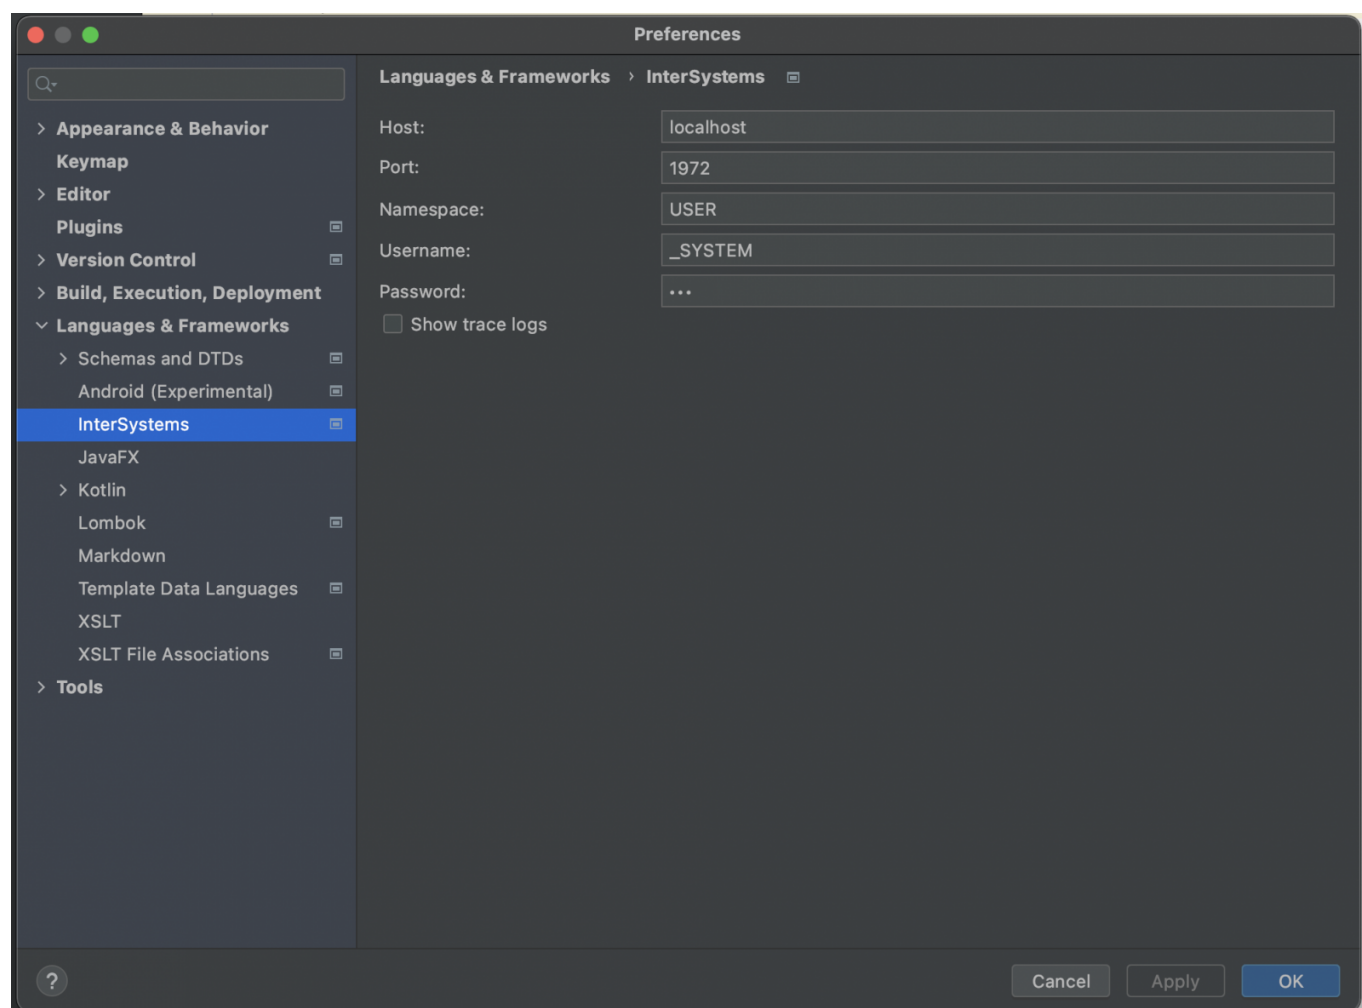 Preferences
Languages & Frameworks › InterSystems
Appearance & Behavior
Keymap
Editor
Plugins
Version Control
Build, Execution, Deployment
Languages & Frameworks
Schemas and DTDs
Android (Experimental)
InterSystems
JavaFX
Kotlin
Lombok
Markdown
Template Data Languages
XSLT
XSLT File Associations
Tools
Host: localhost
Port: 1972
Namespace: USER
Username: _SYSTEM
Password: •••
Show trace logs
? Cancel Apply OK